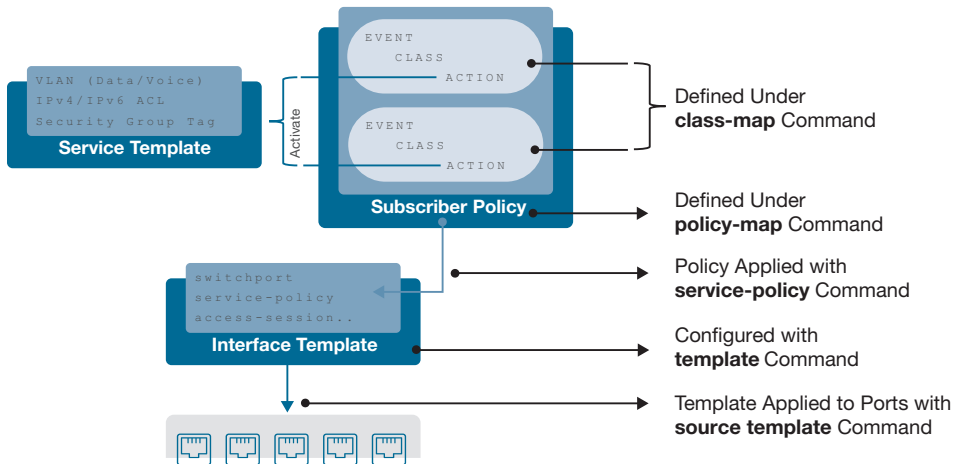 EVENT
CLASS
ACTION
EVENT
CLASS
ACTION
Subscriber Policy
VLAN (Data/Voice)
IPv4/IPv6 ACL
Security Group Tag
Service Template
Activate
Defined Under
class-map Command
Defined Under
policy-map Command
Policy Applied with
service-policy Command
switchport
service-policy
access-session..
Interface Template
Configured with
template Command
Template Applied to Ports with
source template Command